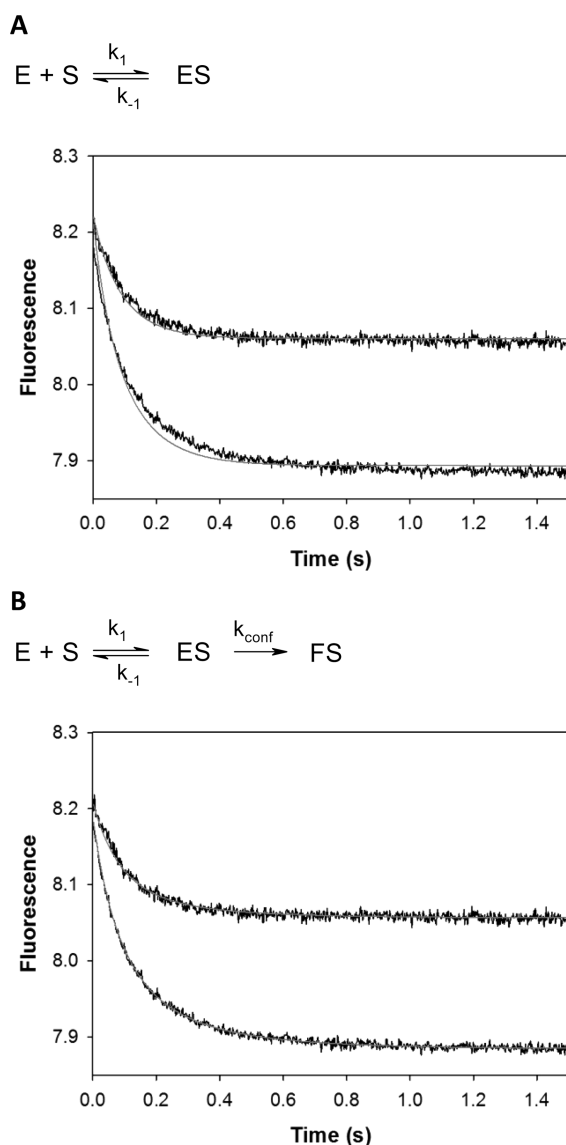 A
k₁
E + S ⇌ ES
k₋₁
8.3
8.2
8.1
8.0
7.9
Fluorescence
0.0 0.2 0.4 0.6 0.8 1.0 1.2 1.4
Time (s)
B
k₁ k_conf
E + S ⇌ ES → FS
k₋₁
8.3
8.2
8.1
8.0
7.9
Fluorescence
0.0 0.2 0.4 0.6 0.8 1.0 1.2 1.4
Time (s)